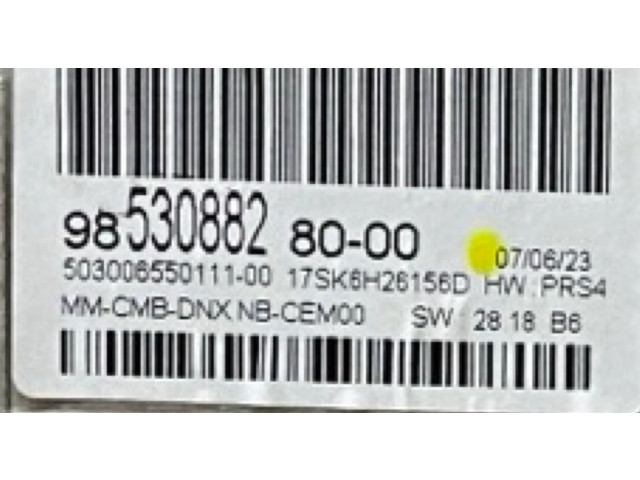 98 530882 80-00 07/06/23
503006550111-00 17SK6H26156D HW : PRS4
MM-CMB-DNX NB-CEM00 SW : 28 18 B6